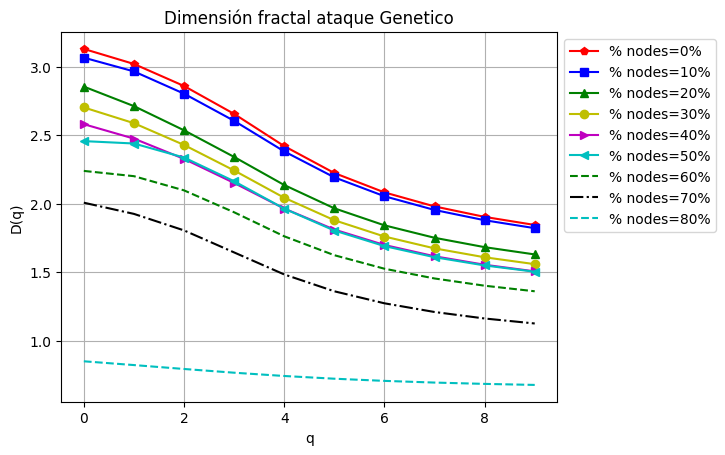 Dimensión fractal ataque Genetico
D(q)
3.0
2.5
2.0
1.5
1.0
0 2 4 6 8
q
% nodes=0%
% nodes=10%
% nodes=20%
% nodes=30%
% nodes=40%
% nodes=50%
% nodes=60%
% nodes=70%
% nodes=80%